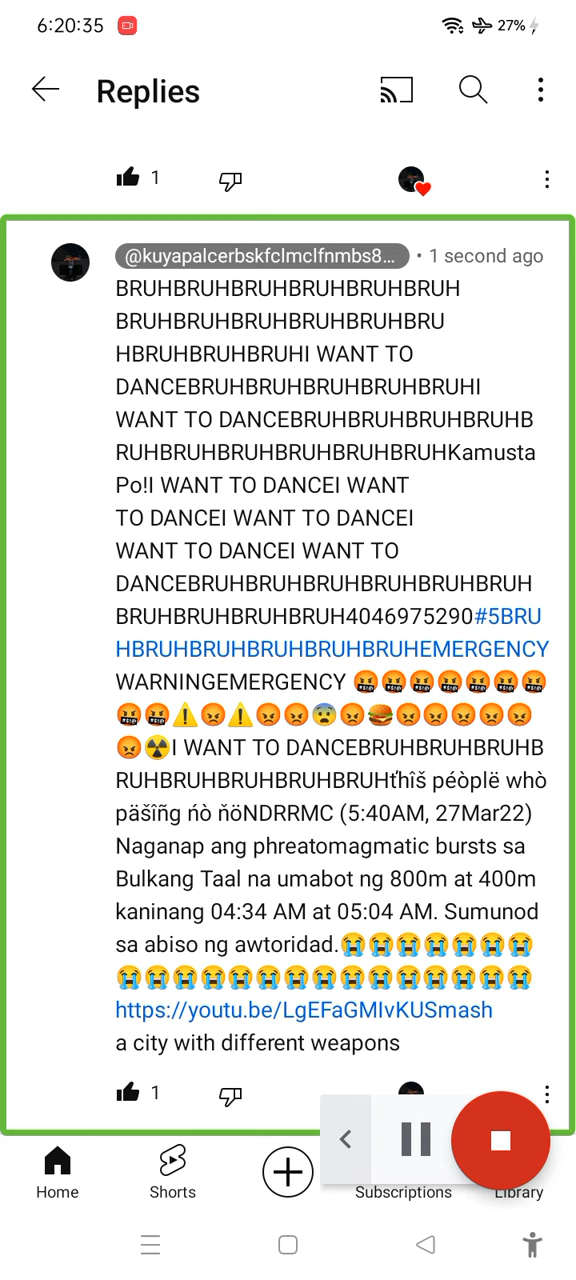 6:20:35
27%
Replies
1
@kuyapalcerbskfclmclfnmbs8... • 1 second ago
BRUHBRUHBRUHBRUHBRUHBRUH
BRUHBRUHBRUHBRUHBRUHBRU
HBRUHBRUHBRUHI WANT TO
DANCEBRUHBRUHBRUHBRUHBRUHI
WANT TO DANCEBRUHBRUHBRUHBRUHB
RUHBRUHBRUHBRUHBRUHBRUHKamusta
Po!I WANT TO DANCEI WANT
TO DANCEI WANT TO DANCEI
WANT TO DANCEI WANT TO
DANCEBRUHBRUHBRUHBRUHBRUHBRUH
BRUHBRUHBRUHBRUH4046975290#5BRU
HBRUHBRUHBRUHBRUHBRUHEMERGENCY
WARNINGEMERGENCY 🤬🤬🤬🤬🤬🤬🤬
🤬🤬⚠️😡⚠️😡😡😨😡🍔😡😡😡😡😡
😡☢️I WANT TO DANCEBRUHBRUHBRUHB
RUHBRUHBRUHBRUHBRUHťhîš péòplë whò
päšîñg ńò ňöNDRRMC (5:40AM, 27Mar22)
Naganap ang phreatomagmatic bursts sa
Bulkang Taal na umabot ng 800m at 400m
kaninang 04:34 AM at 05:04 AM. Sumunod
sa abiso ng awtoridad.😭😭😭😭😭😭😭
😭😭😭😭😭😭😭😭😭😭😭😭😭😭😭
https://youtu.be/LgEFaGMIvKUSmash
a city with different weapons
1
Home
Shorts
Subscriptions
Library